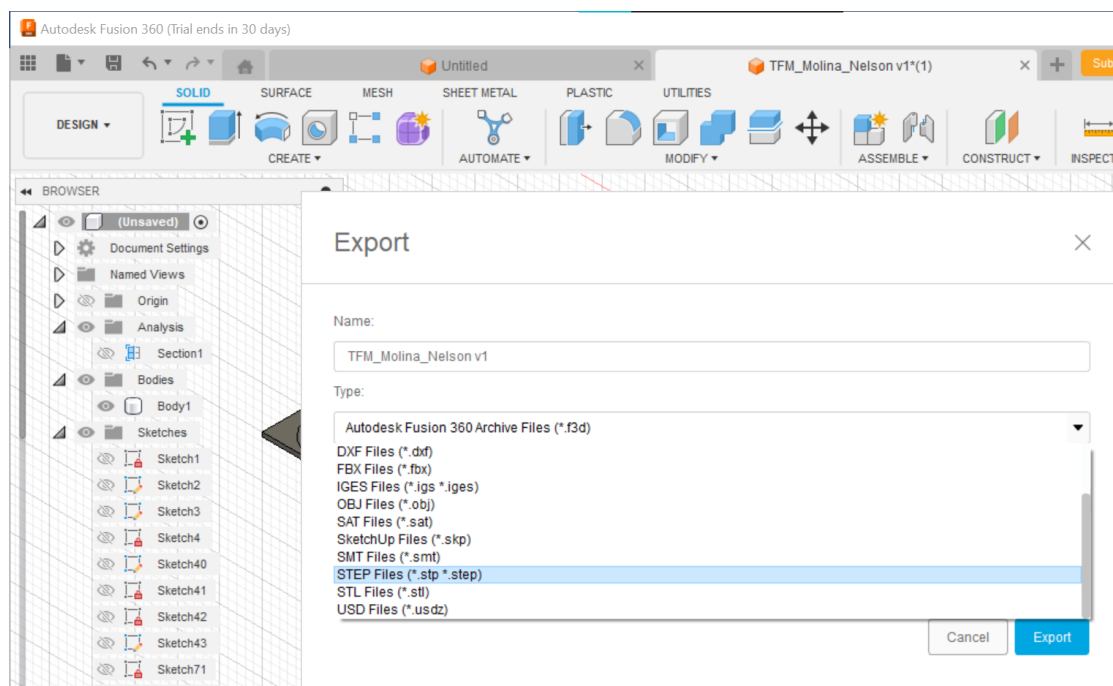 Autodesk Fusion 360 (Trial ends in 30 days)
Untitled
TFM_Molina_Nelson v1*(1)
Sub
DESIGN
SOLID
SURFACE
MESH
SHEET METAL
PLASTIC
UTILITIES
CREATE
AUTOMATE
MODIFY
ASSEMBLE
CONSTRUCT
INSPECT
BROWSER
(Unsaved)
Document Settings
Named Views
Origin
Analysis
Section1
Bodies
Body1
Sketches
Sketch1
Sketch2
Sketch3
Sketch4
Sketch40
Sketch41
Sketch42
Sketch43
Sketch71
Export
Name:
TFM_Molina_Nelson v1
Type:
Autodesk Fusion 360 Archive Files (*.f3d)
DXF Files (*.dxf)
FBX Files (*.fbx)
IGES Files (*.igs *.iges)
OBJ Files (*.obj)
SAT Files (*.sat)
SketchUp Files (*.skp)
SMT Files (*.smt)
STEP Files (*.stp *.step)
STL Files (*.stl)
USD Files (*.usdz)
Cancel
Export